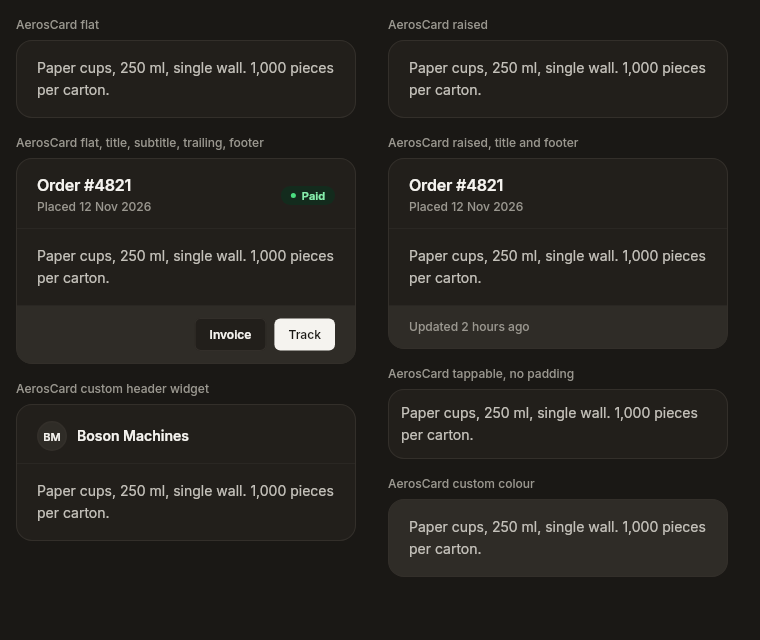 AerosCard flat
Paper cups, 250 ml, single wall. 1,000 pieces
per carton.
AerosCard flat, title, subtitle, trailing, footer
Order #4821
Placed 12 Nov 2026
Paid
Paper cups, 250 ml, single wall. 1,000 pieces
per carton.
Invoice
Track
AerosCard custom header widget
BM
Boson Machines
Paper cups, 250 ml, single wall. 1,000 pieces
per carton.
AerosCard raised
Paper cups, 250 ml, single wall. 1,000 pieces
per carton.
AerosCard raised, title and footer
Order #4821
Placed 12 Nov 2026
Paper cups, 250 ml, single wall. 1,000 pieces
per carton.
Updated 2 hours ago
AerosCard tappable, no padding
Paper cups, 250 ml, single wall. 1,000 pieces
per carton.
AerosCard custom colour
Paper cups, 250 ml, single wall. 1,000 pieces
per carton.